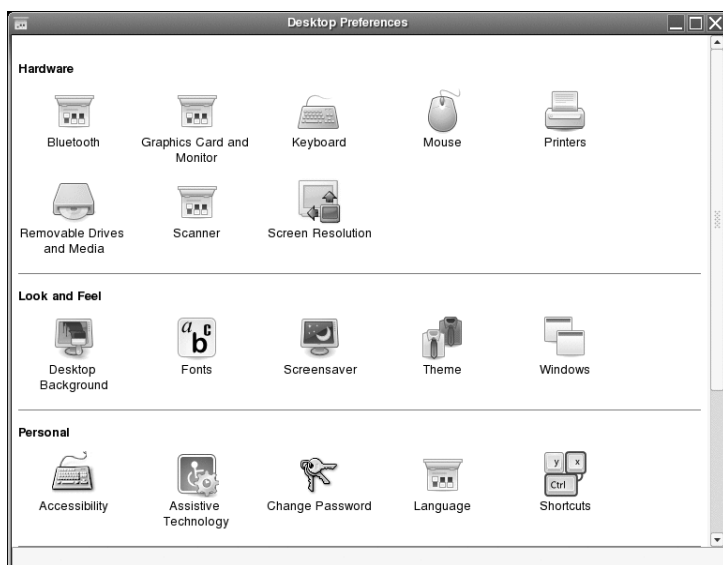 Desktop Preferences
Hardware
Bluetooth
Graphics Card and
Monitor
Keyboard
Mouse
Printers
Removable Drives
and Media
Scanner
Screen Resolution
Look and Feel
Desktop
Background
a b c
Fonts
Screensaver
Theme
Windows
Personal
Accessibility
Assistive
Technology
Change Password
Language
y x
Ctrl
Shortcuts